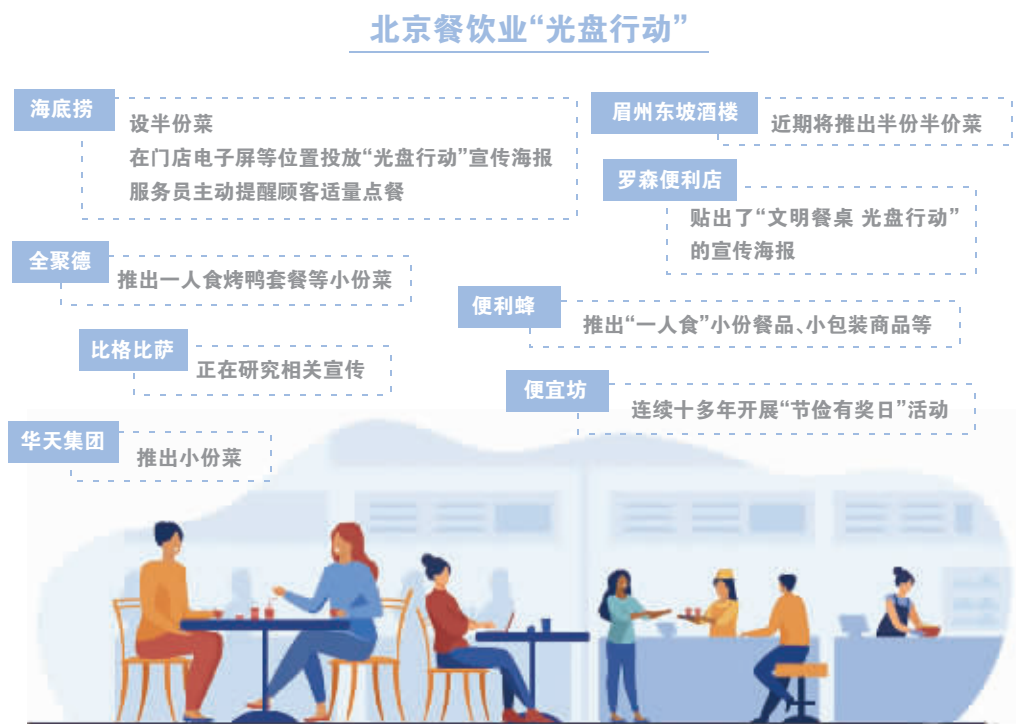 北京餐饮业“光盘行动”
海底捞
设半份菜
在门店电子屏等位置投放“光盘行动”宣传海报
服务员主动提醒顾客适量点餐
眉州东坡酒楼
近期将推出半份半价菜
罗森便利店
贴出了“文明餐桌 光盘行动”
的宣传海报
全聚德
推出一人食烤鸭套餐等小份菜
便利蜂
推出“一人食”小份餐品、小包装商品等
比格比萨
正在研究相关宣传
便宜坊
连续十多年开展“节俭有奖日”活动
华天集团
推出小份菜